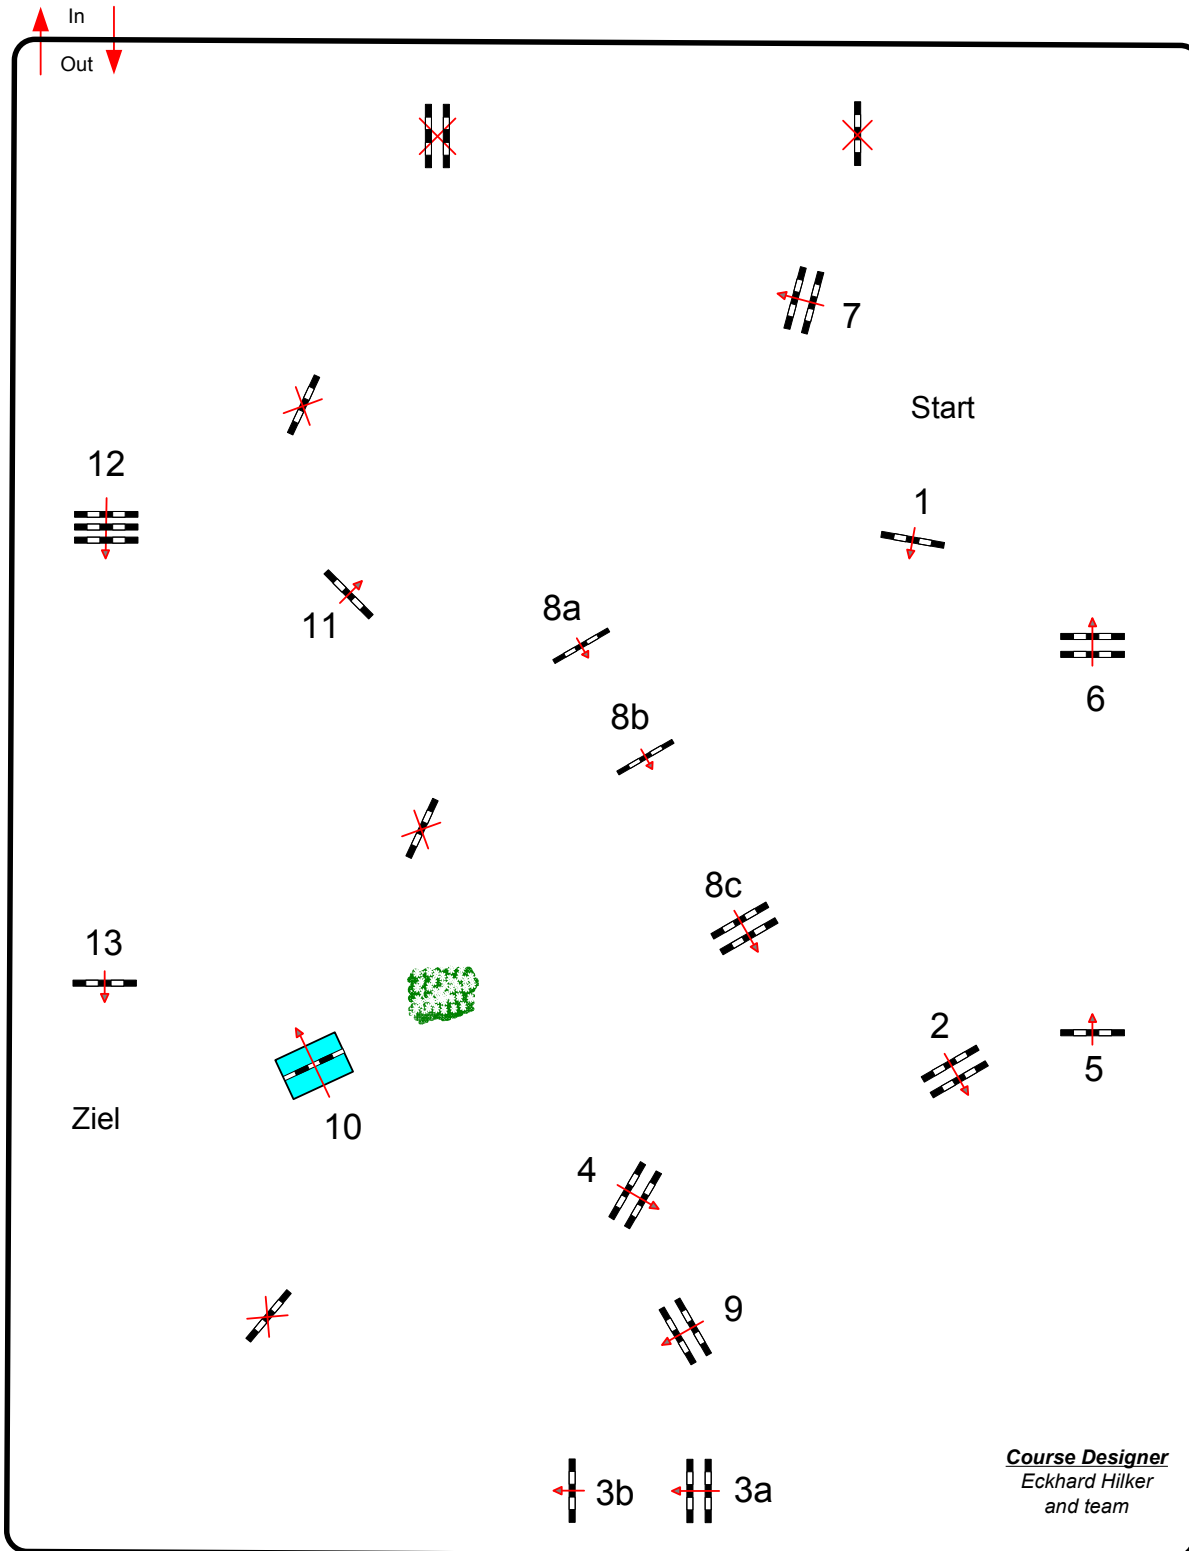 In
Out
7
Start
12
1
8a
11
8b
6
8c
13
2
5
Ziel
10
4
9
3b
3a
Course Designer
Eckhard Hilker
and team